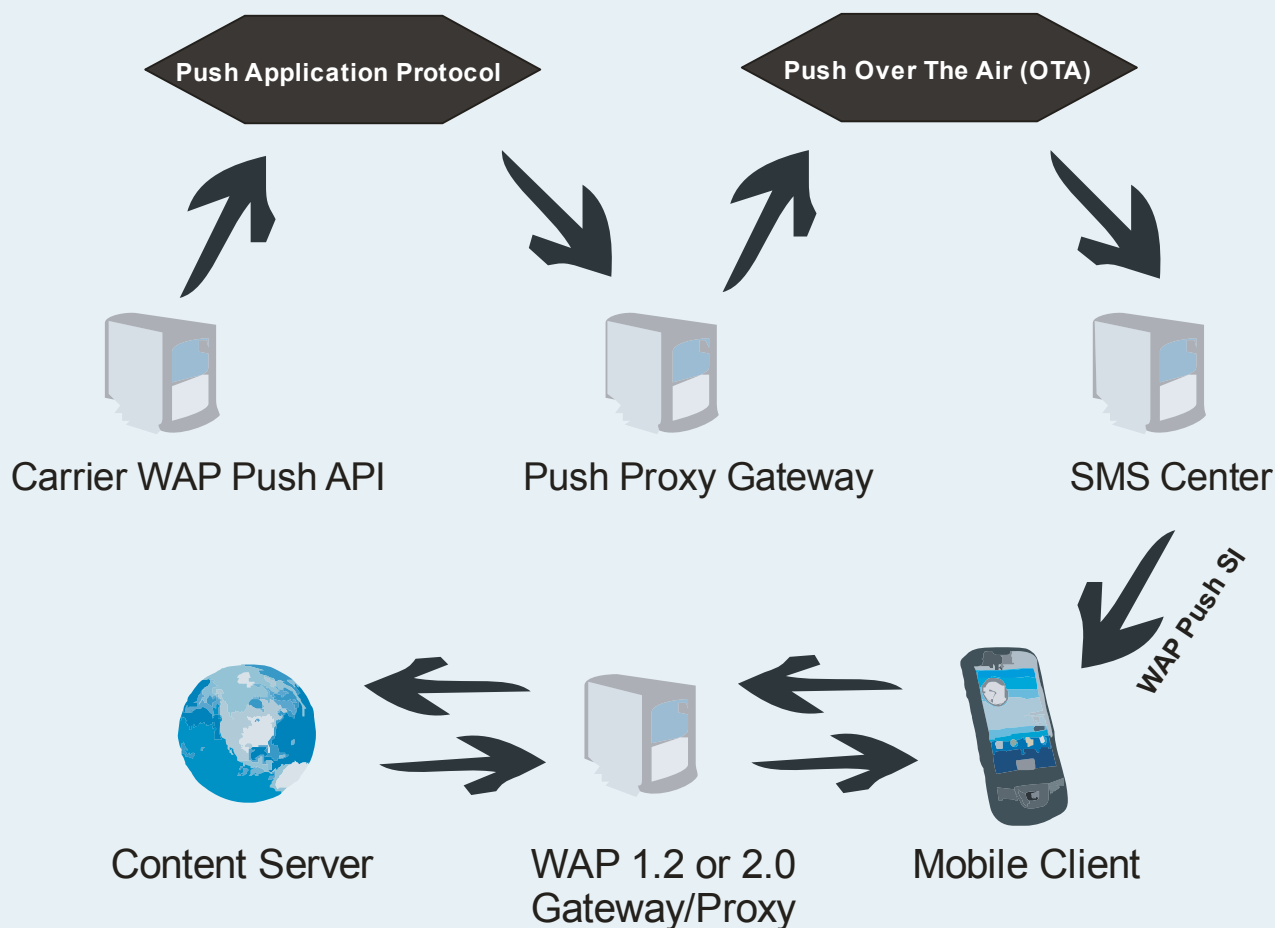 Push Application Protocol
Push Over The Air (OTA)
Carrier WAP Push API
Push Proxy Gateway
SMS Center
WAP Push SI
Content Server
WAP 1.2 or 2.0
Gateway/Proxy
Mobile Client